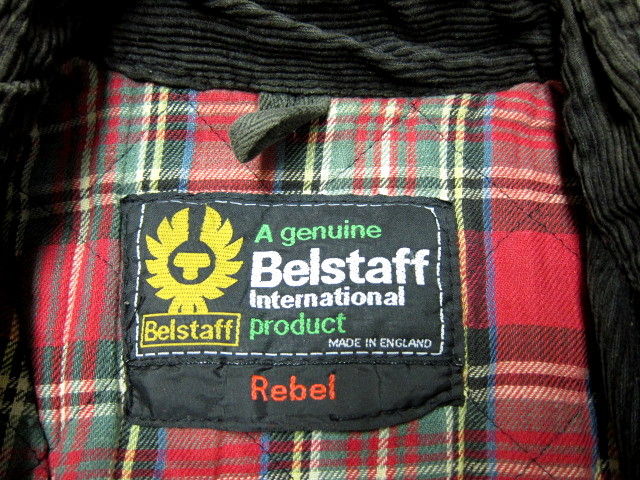 A genuine
Belstaff
International
Belstaff
product
MADE IN ENGLAND
Rebel